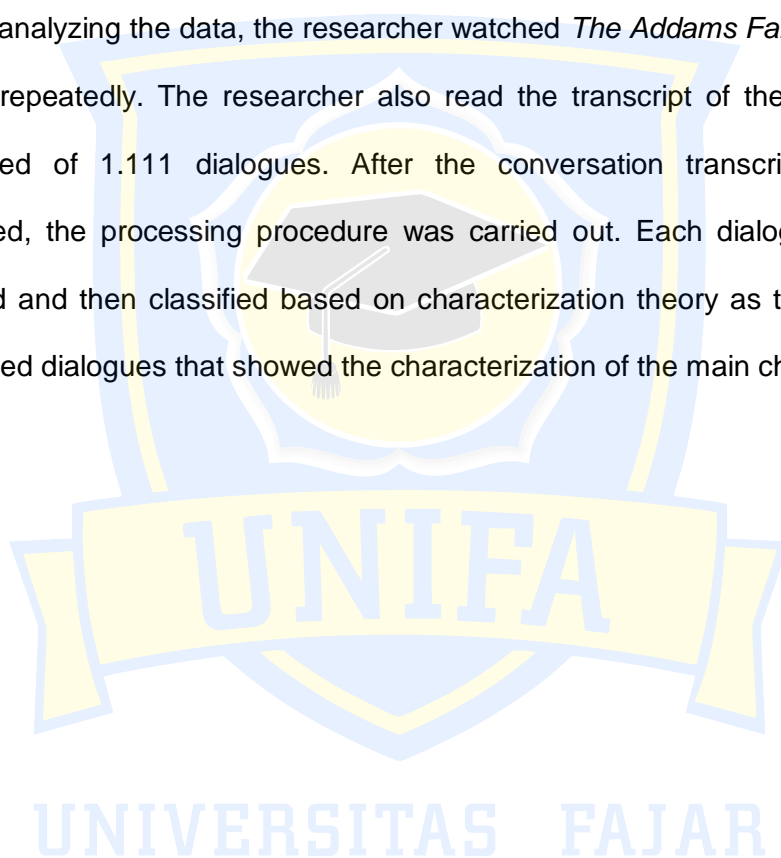 analyzing the data, the researcher watched The Addams Fa
repeatedly. The researcher also read the transcript of the
ed of 1.111 dialogues. After the conversation transcri
ed, the processing procedure was carried out. Each dialo
d and then classified based on characterization theory as t
ed dialogues that showed the characterization of the main ch
UNIFA
UNIVERSITAS FAJAR